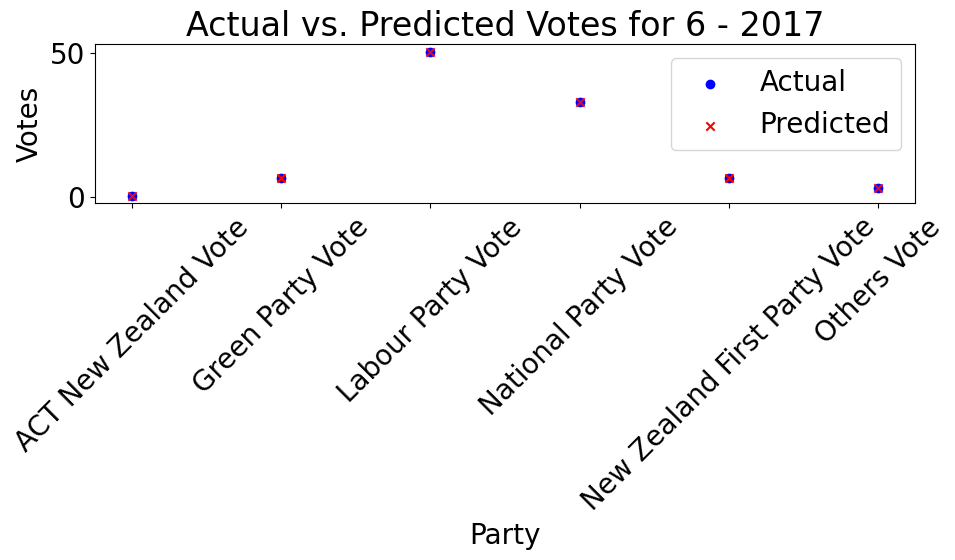 Actual vs. Predicted Votes for 6 - 2017
Votes
50
0
Actual
Predicted
ACT New Zealand Vote
Green Party Vote
Labour Party Vote
National Party Vote
New Zealand First Party Vote
Others Vote
Party